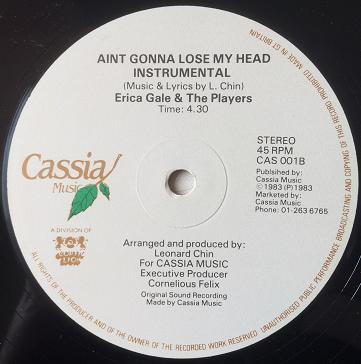 AINT GONNA LOSE MY HEAD
INSTRUMENTAL
(Music & Lyrics by L. Chin)
Erica Gale & The Players
Time: 4.30
Cassia
Music
A DIVISION OF
STEREO
45 RPM
CAS 001B
Publsihed by:
Cassia Music
© 1983 (P) 1983
Marketed by:
Cassia Music
Phone: 01-263 6765
Arranged and produced by:
Leonard Chin
For CASSIA MUSIC
Executive Producer
Cornelious Felix
Original Sound Recording
Made by Cassia Music
ALL RIGHTS OF THE PRODUCER AND OF THE OWNER OF THE RECORDED WORK RESERVED. UNAUTHORISED PUBLIC PERFORMANCE BROADCASTING AND COPYING OF THIS RECORD PROHIBITED. MADE IN GT BRITAIN